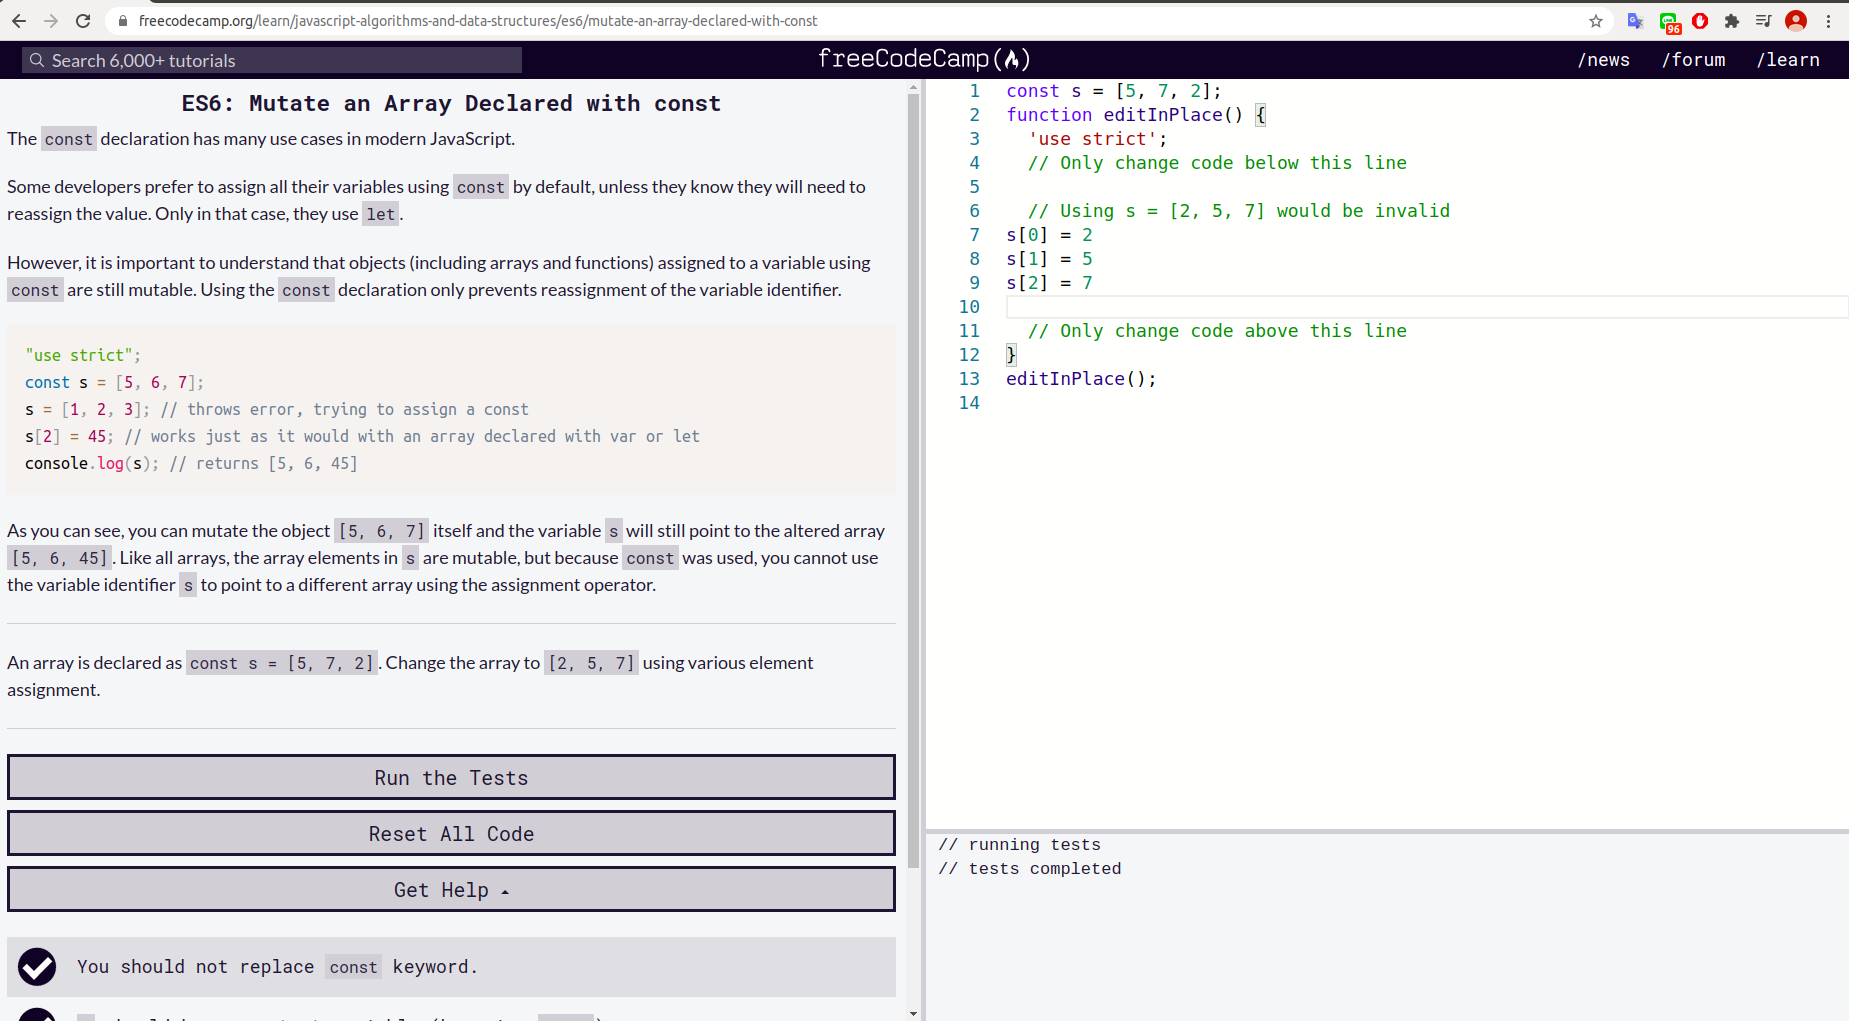 freecodecamp.org/learn/javascript-algorithms-and-data-structures/es6/mutate-an-array-declared-with-const
96
Search 6,000+ tutorials
freeCodeCamp
/news /forum /learn
ES6: Mutate an Array Declared with const
The const declaration has many use cases in modern JavaScript.
Some developers prefer to assign all their variables using const by default, unless they know they will need to
reassign the value. Only in that case, they use let.
However, it is important to understand that objects (including arrays and functions) assigned to a variable using
const are still mutable. Using the const declaration only prevents reassignment of the variable identifier.
"use strict";
const s = [5, 6, 7];
s = [1, 2, 3]; // throws error, trying to assign a const
s[2] = 45; // works just as it would with an array declared with var or let
console.log(s); // returns [5, 6, 45]
As you can see, you can mutate the object [5, 6, 7] itself and the variable s will still point to the altered array
[5, 6, 45]. Like all arrays, the array elements in s are mutable, but because const was used, you cannot use
the variable identifier s to point to a different array using the assignment operator.
An array is declared as const s = [5, 7, 2]. Change the array to [2, 5, 7] using various element
assignment.
Run the Tests
Reset All Code
Get Help
You should not replace const keyword.
1 const s = [5, 7, 2];
2 function editInPlace() {
3 'use strict';
4 // Only change code below this line
5
6 // Using s = [2, 5, 7] would be invalid
7 s[0] = 2
8 s[1] = 5
9 s[2] = 7
10
11 // Only change code above this line
12 }
13 editInPlace();
14
// running tests
// tests completed